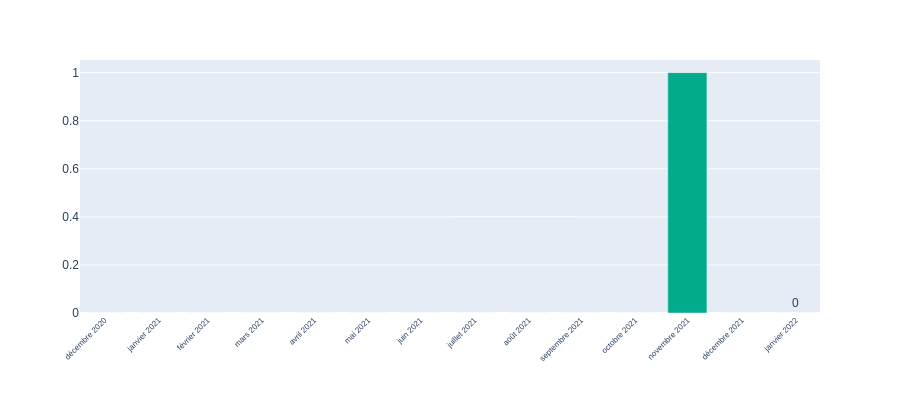 1
0.8
0.6
0.4
0.2
0
0
décembre 2020
janvier 2021
février 2021
mars 2021
avril 2021
mai 2021
juin 2021
juillet 2021
août 2021
septembre 2021
octobre 2021
novembre 2021
décembre 2021
janvier 2022